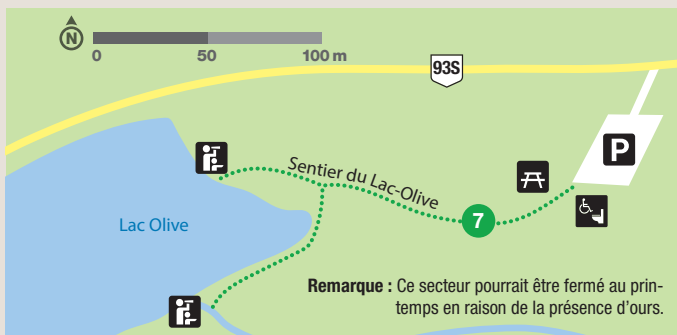 N
0 50 100 m
93S
P
Sentier du Lac-Olive
7
Lac Olive
Remarque : Ce secteur pourrait être fermé au prin-
temps en raison de la présence d'ours.